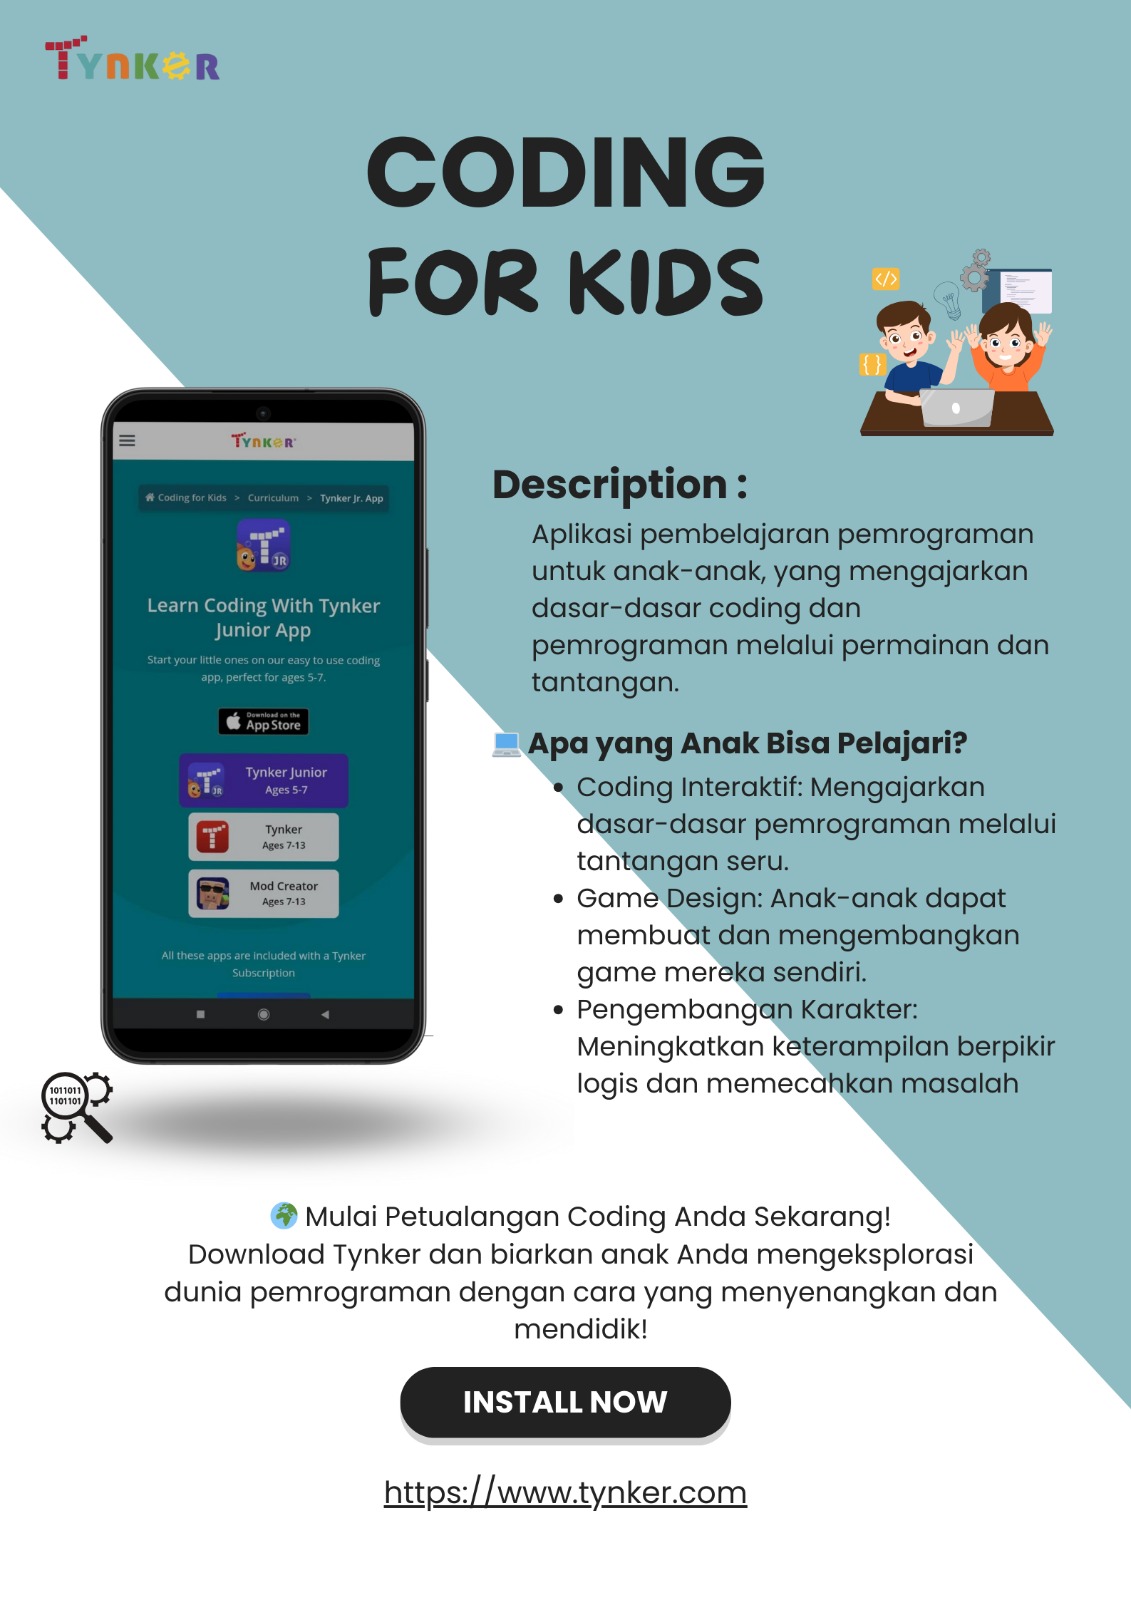 TYNKER
CODING
FOR KIDS
</>
{}
TYNKER
Coding for Kids > Curriculum > Tynker Jr. App
JR
Learn Coding With Tynker
Junior App
Start your little ones on our easy to use coding
app, perfect for ages 5-7.
Download on the
App Store
JR
Tynker Junior
Ages 5-7
Tynker
Ages 7-13
Mod Creator
Ages 7-13
All these apps are included with a Tynker
Subscription
Description :
Aplikasi pembelajaran pemrograman
untuk anak-anak, yang mengajarkan
dasar-dasar coding dan
pemrograman melalui permainan dan
tantangan.
💻 Apa yang Anak Bisa Pelajari?
• Coding Interaktif: Mengajarkan
dasar-dasar pemrograman melalui
tantangan seru.
• Game Design: Anak-anak dapat
membuat dan mengembangkan
game mereka sendiri.
• Pengembangan Karakter:
Meningkatkan keterampilan berpikir
logis dan memecahkan masalah
1011011
1101101
🌍 Mulai Petualangan Coding Anda Sekarang!
Download Tynker dan biarkan anak Anda mengeksplorasi
dunia pemrograman dengan cara yang menyenangkan dan
mendidik!
INSTALL NOW
https://www.tynker.com